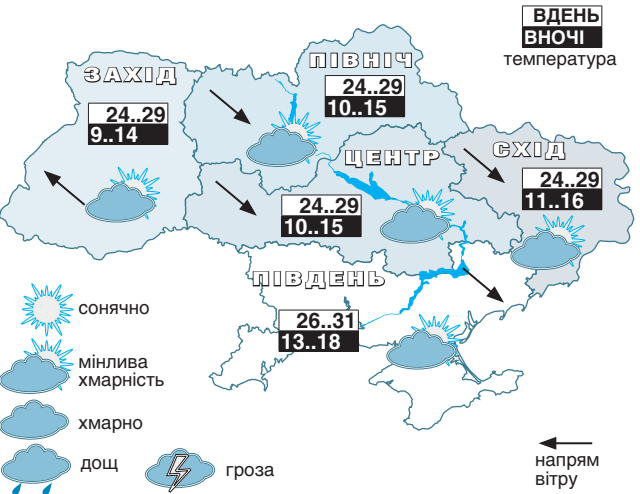 ВДЕНЬ
ВНОЧІ
температура
ЗАХІД
24..29
9..14
ПІВНІЧ
24..29
10..15
ЦЕНТР
24..29
10..15
СХІД
24..29
11..16
ПІВДЕНЬ
26..31
13..18
сонячно
мінлива
хмарність
хмарно
дощ
гроза
напрям
вітру